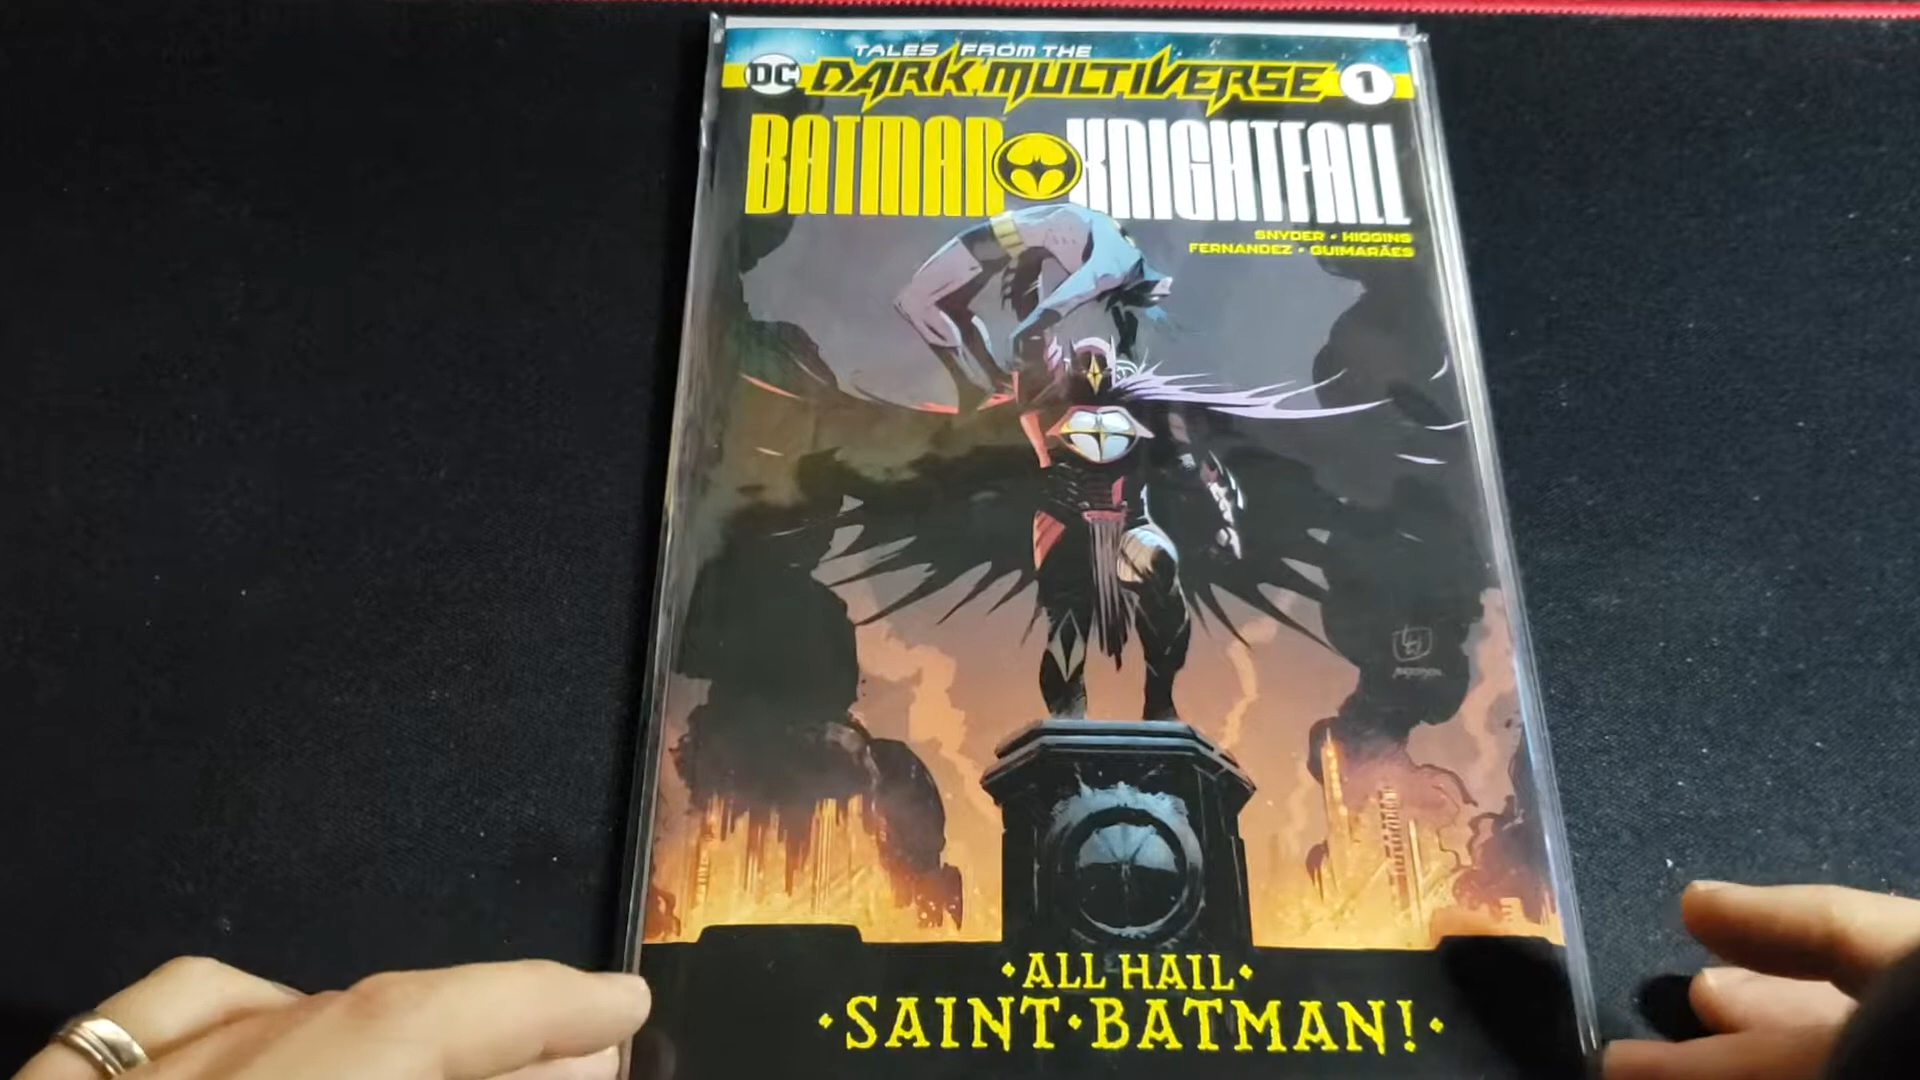 TALES FROM THE
DC DARK MULTIVERSE 1
BATMAN KNIGHTFALL
SNYDER • HIGGINS
FERNANDEZ • GUIMARÃES
•ALL HAIL•
•SAINT•BATMAN!•